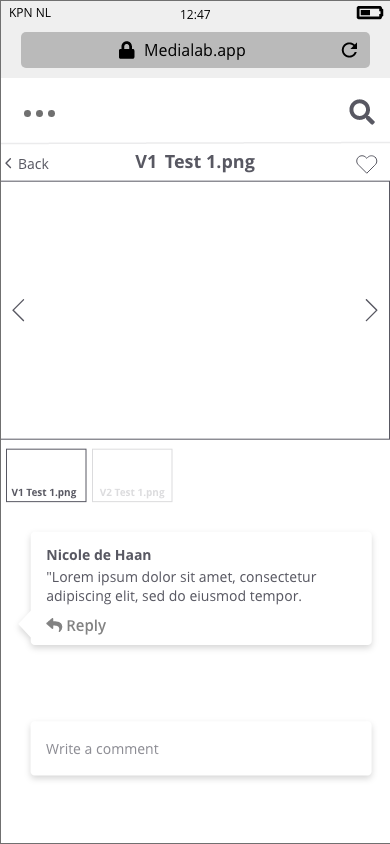 KPN NL
12:47
Medialab.app
Back
V1 Test 1.png
V1 Test 1.png
V2 Test 1.png
Nicole de Haan
"Lorem ipsum dolor sit amet, consectetur
adipiscing elit, sed do eiusmod tempor.
Reply
Write a comment